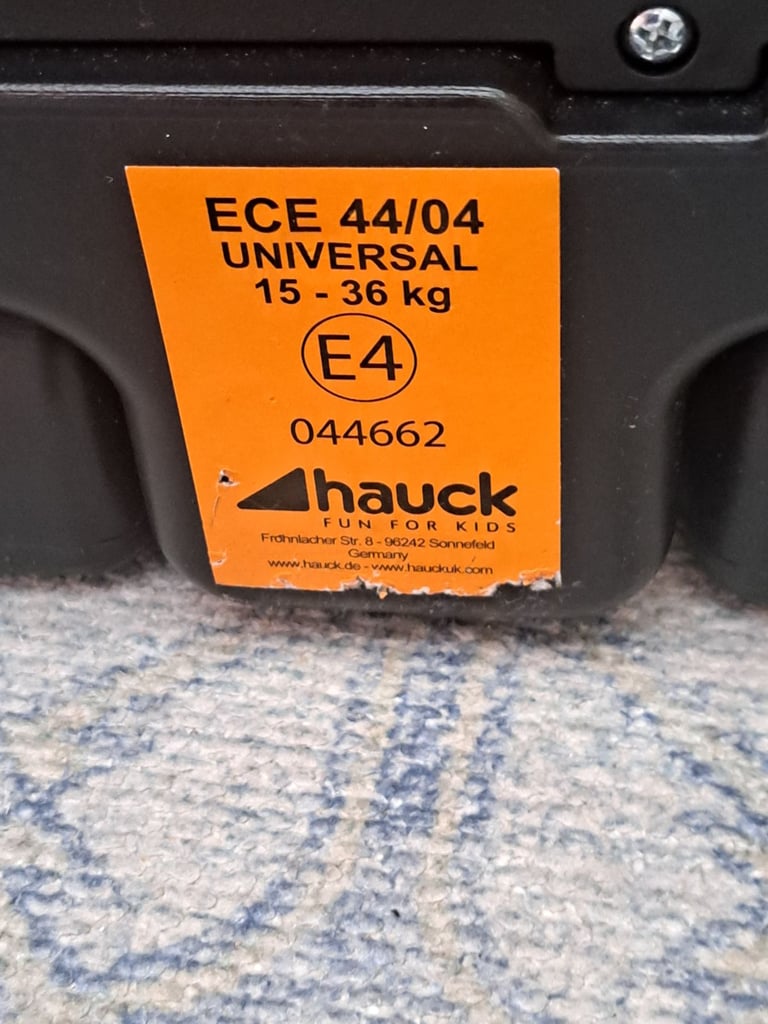 ECE 44/04
UNIVERSAL
15 - 36 kg
E4
044662
hauck
FUN FOR KIDS
Frohnlacher Str. 8 - 96242 Sonnefeld
Germany
www.hauck.de - www.hauckuk.com